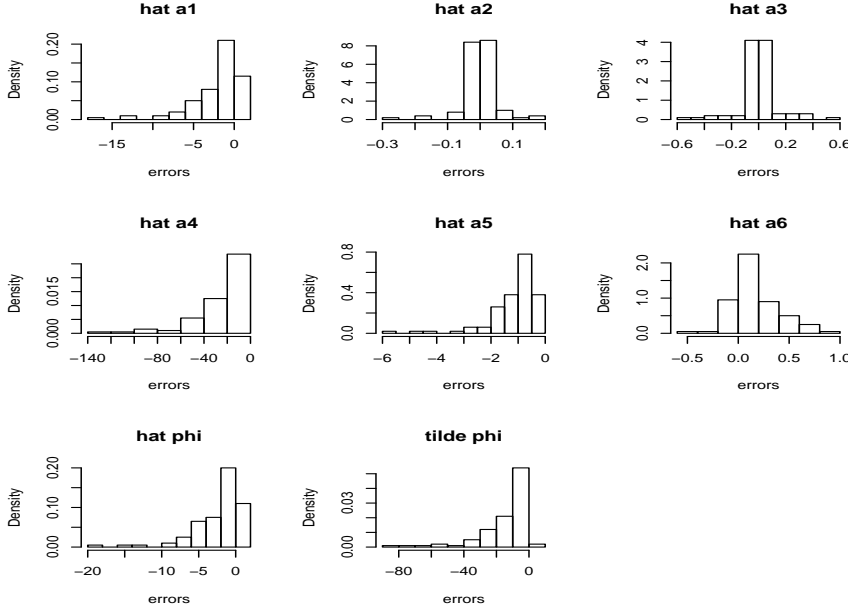 hat a1
Density
0.00 0.10 0.20
−15 −5 0
errors
hat a2
Density
0 2 4 6 8
−0.3 −0.1 0.1
errors
hat a3
Density
0 1 2 3 4
−0.6 −0.2 0.2 0.6
errors
hat a4
Density
0.000 0.015
−140 −80 −40 0
errors
hat a5
Density
0.0 0.4 0.8
−6 −4 −2 0
errors
hat a6
Density
0.0 1.0 2.0
−0.5 0.0 0.5 1.0
errors
hat phi
Density
0.00 0.10 0.20
−20 −10 −5 0
errors
tilde phi
Density
0.00 0.03
−80 −40 0
errors